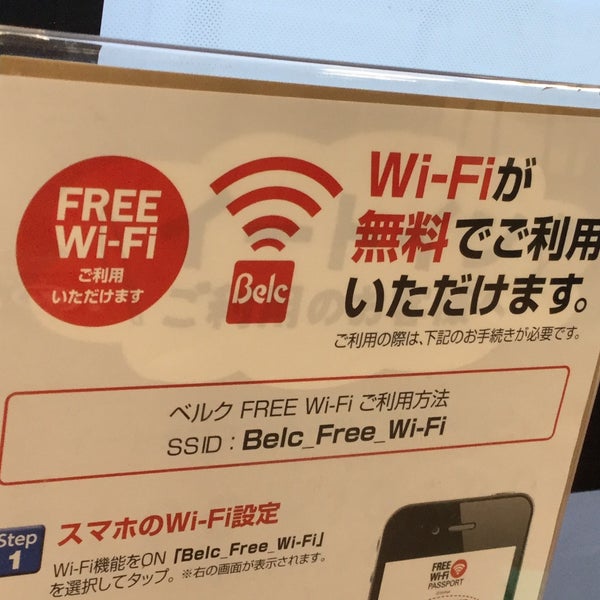 FREE
Wi-Fi
ご利用
いただけます
Belc
Wi-Fiが
無料でご利用
いただけます。
ご利用の際は、下記のお手続きが必要です。
ベルク FREE Wi-Fi ご利用方法
SSID : Belc_Free_Wi-Fi
Step
1
スマホのWi-Fi設定
Wi-Fi機能をON「Belc_Free_Wi-Fi」
を選択してタップ。※右の画面が表示されます。
FREE
Wi-Fi
PASSPORT